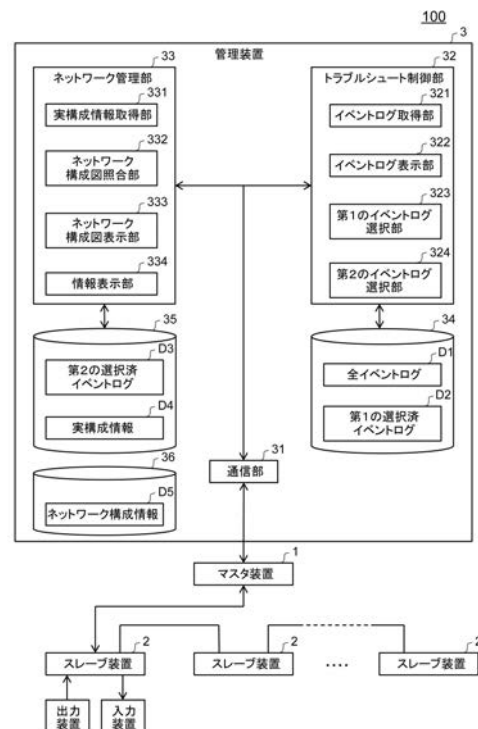 100
3
管理装置
33
ネットワーク管理部
331
実構成情報取得部
332
ネットワーク
構成図照合部
333
ネットワーク
構成図表示部
334
情報表示部
32
トラブルシュート制御部
321
イベントログ取得部
322
イベントログ表示部
323
第1のイベントログ
選択部
324
第2のイベントログ
選択部
35
D3
第2の選択済
イベントログ
D4
実構成情報
34
D1
全イベントログ
D2
第1の選択済
イベントログ
36
D5
ネットワーク構成情報
31
通信部
1
マスタ装置
2
スレーブ装置
2
スレーブ装置
....
2
スレーブ装置
出力
装置
入力
装置